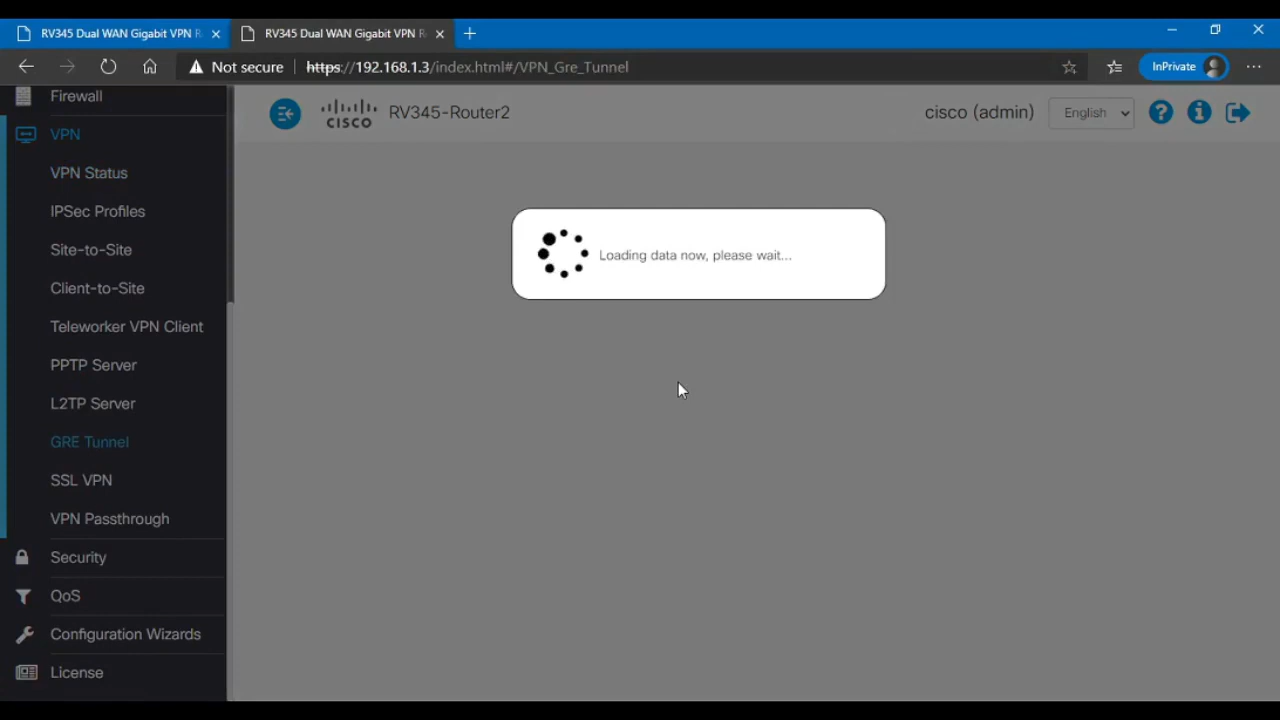 RV345 Dual WAN Gigabit VPN R
RV345 Dual WAN Gigabit VPN R
Not secure
https://192.168.1.3/index.html#/VPN_Gre_Tunnel
InPrivate
Firewall
VPN
VPN Status
IPSec Profiles
Site-to-Site
Client-to-Site
Teleworker VPN Client
PPTP Server
L2TP Server
GRE Tunnel
SSL VPN
VPN Passthrough
Security
QoS
Configuration Wizards
License
CISCO
RV345-Router2
cisco (admin)
English
Loading data now, please wait...